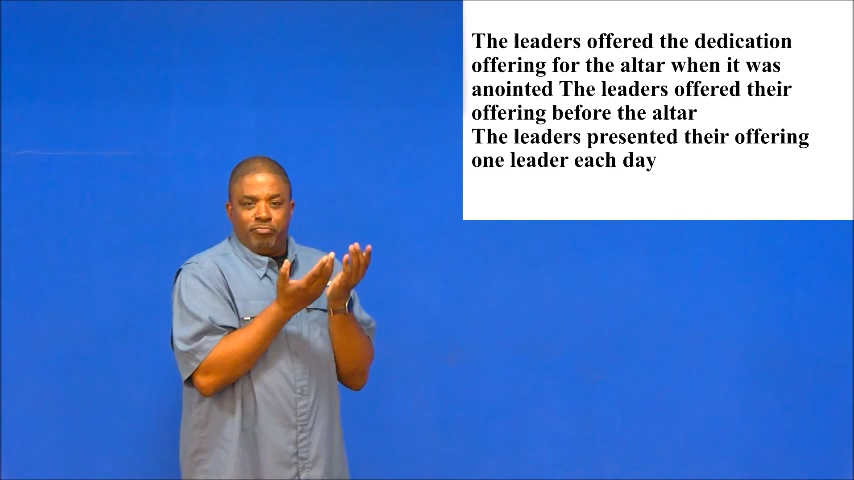 The leaders offered the dedication
offering for the altar when it was
anointed The leaders offered their
offering before the altar
The leaders presented their offering
one leader each day